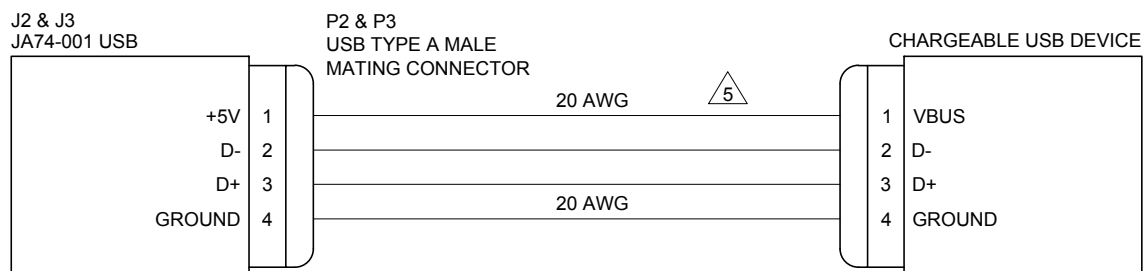 J2 & J3
JA74-001 USB
P2 & P3
USB TYPE A MALE
MATING CONNECTOR
CHARGEABLE USB DEVICE
20 AWG
5
+5V 1
1 VBUS
D- 2
2 D-
D+ 3
3 D+
20 AWG
GROUND 4
4 GROUND